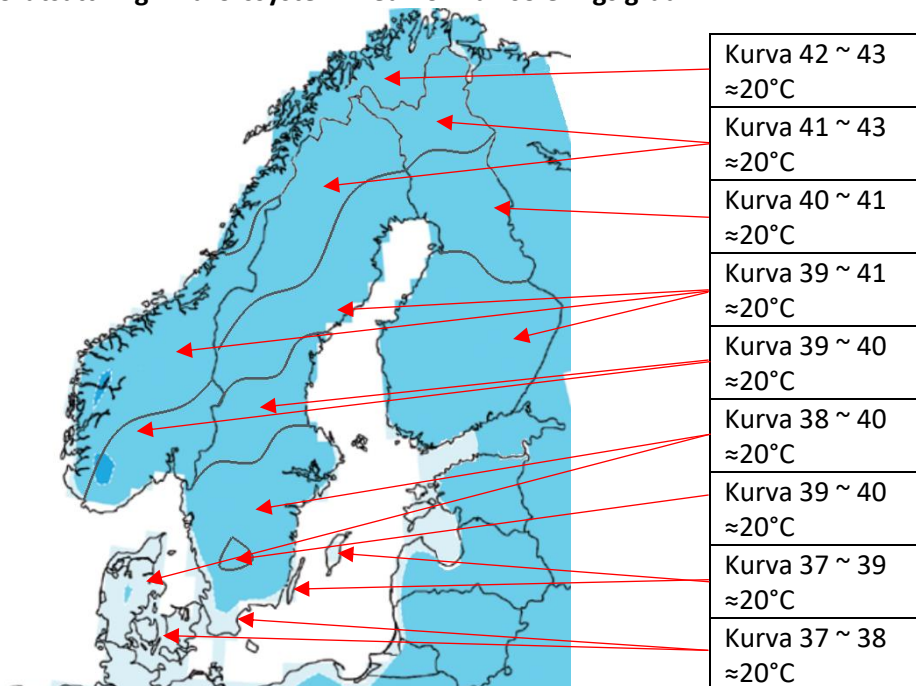 Kurva 42 ~ 43
≈20°C
Kurva 41 ~ 43
≈20°C
Kurva 40 ~ 41
≈20°C
Kurva 39 ~ 41
≈20°C
Kurva 39 ~ 40
≈20°C
Kurva 38 ~ 40
≈20°C
Kurva 39 ~ 40
≈20°C
Kurva 37 ~ 39
≈20°C
Kurva 37 ~ 38
≈20°C